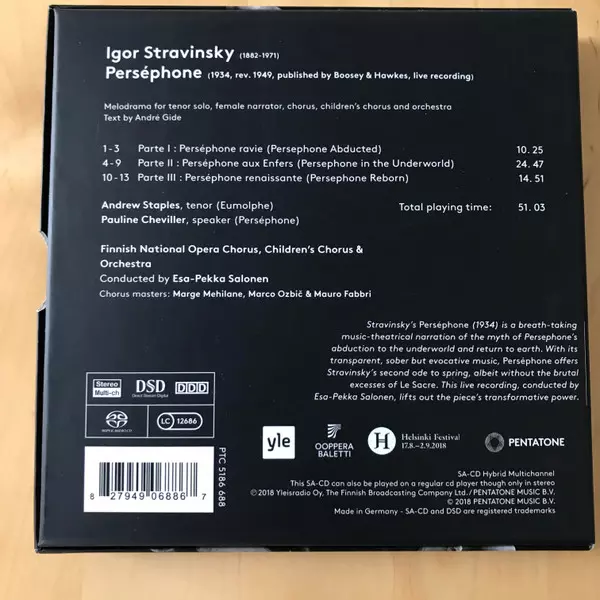 Igor Stravinsky (1882-1971)
Perséphone (1934, rev. 1949, published by Boosey & Hawkes, live recording)
Melodrama for tenor solo, female narrator, chorus, children's chorus and orchestra
Text by André Gide
1-3 Parte I : Perséphone ravie (Persephone Abducted) 10. 25
4-9 Parte II : Perséphone aux Enfers (Persephone in the Underworld) 24. 47
10-13 Parte III : Perséphone renaissante (Persephone Reborn) 14. 51
Andrew Staples, tenor (Eumolphe) Total playing time: 51. 03
Pauline Cheviller, speaker (Perséphone)
Finnish National Opera Chorus, Children's Chorus &
Orchestra
Conducted by Esa-Pekka Salonen
Chorus masters: Marge Mehilane, Marco Ozbič & Mauro Fabbri
Stravinsky's Perséphone (1934) is a breath-taking
music-theatrical narration of the myth of Persephone's
abduction to the underworld and return to earth. With its
transparent, sober but evocative music, Perséphone offers
Stravinsky's second ode to spring, albeit without the brutal
excesses of Le Sacre. This live recording, conducted by
Esa-Pekka Salonen, lifts out the piece's transformative power.
Stereo
Multi-ch
DSD
Direct Stream Digital
DDD
LC 12686
yle
OOPPERA
BALETTI
H
Helsinki Festival
17.8.–2.9.2018
PENTATONE
PTC 5186 688
8 27949 06886 7
SA-CD Hybrid Multichannel
This SA-CD can also be played on a regular cd player though only in stereo
℗ 2018 Yleisradio Oy, The Finnish Broadcasting Company Ltd. / PENTATONE MUSIC B.V.
© 2018 PENTATONE MUSIC B.V.
Made in Germany - SA-CD and DSD are registered trademarks